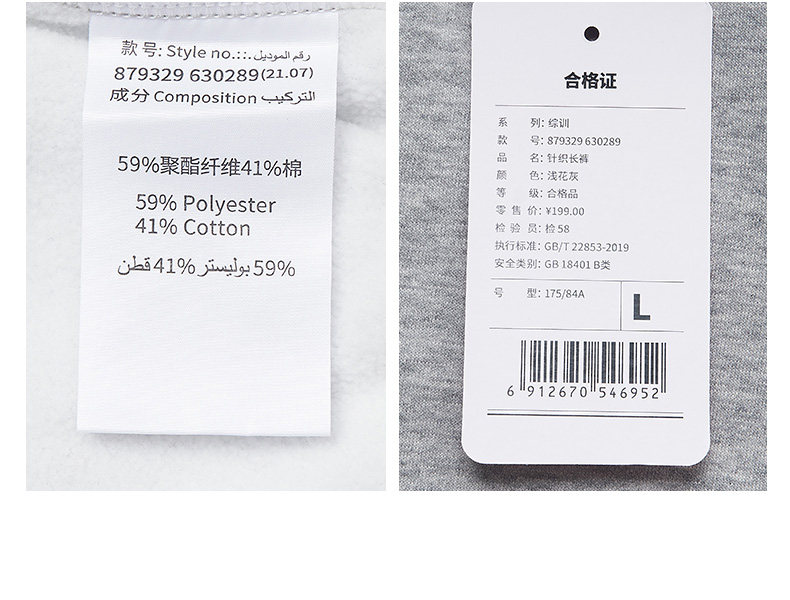 款 号: Style no.::. رقم الموديل
879329 630289(21.07)
成分 Composition التركيب
59%聚酯纤维41%棉
59% Polyester
41% Cotton
59% بوليستر 41% قطن
合格证
系 列: 综训
款 号: 879329 630289
品 名: 针织长裤
颜 色: 浅花灰
等 级: 合格品
零 售 价: ¥199.00
检 验 员: 检 58
执行标准: GB/T 22853-2019
安全类别: GB 18401 B类
号 型: 175/84A
L
6 912670 546952